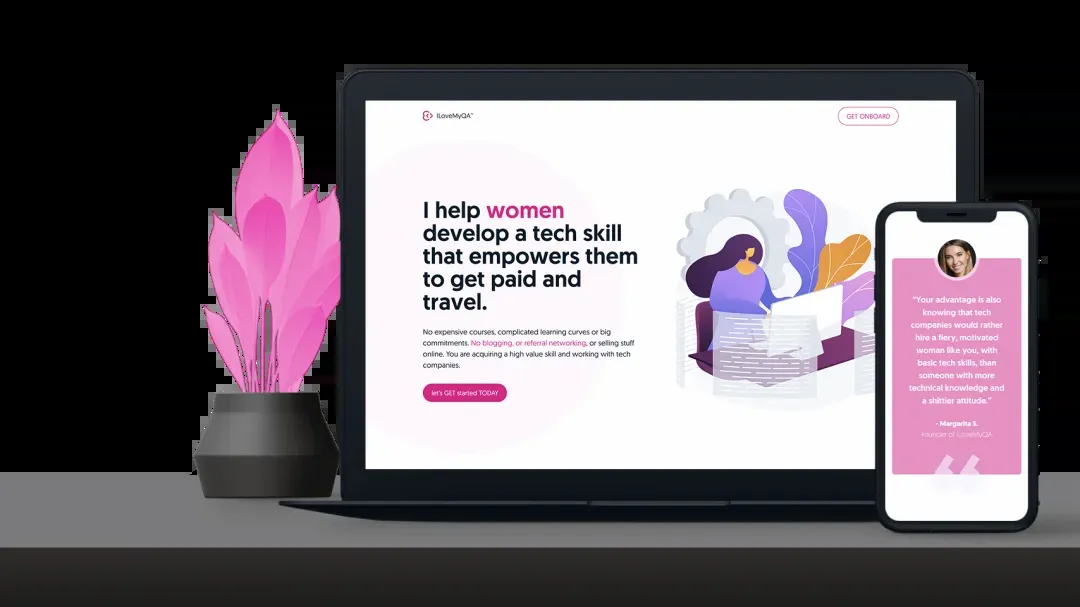 ILoveMyQA™
GET ONBOARD
I help women
develop a tech skill
that empowers them
to get paid and
travel.
No expensive courses, complicated learning curves or big
commitments. No blogging, or referral networking, or selling stuff
online. You are acquiring a high value skill and working with tech
companies.
let's GET started TODAY
"Your advantage is also
knowing that tech
companies would rather
hire a fiery, motivated
woman like you, with
basic tech skills, than
someone with more
technical knowledge and
a shittier attitude."
- Margarita S.
Founder of ILoveMyQA